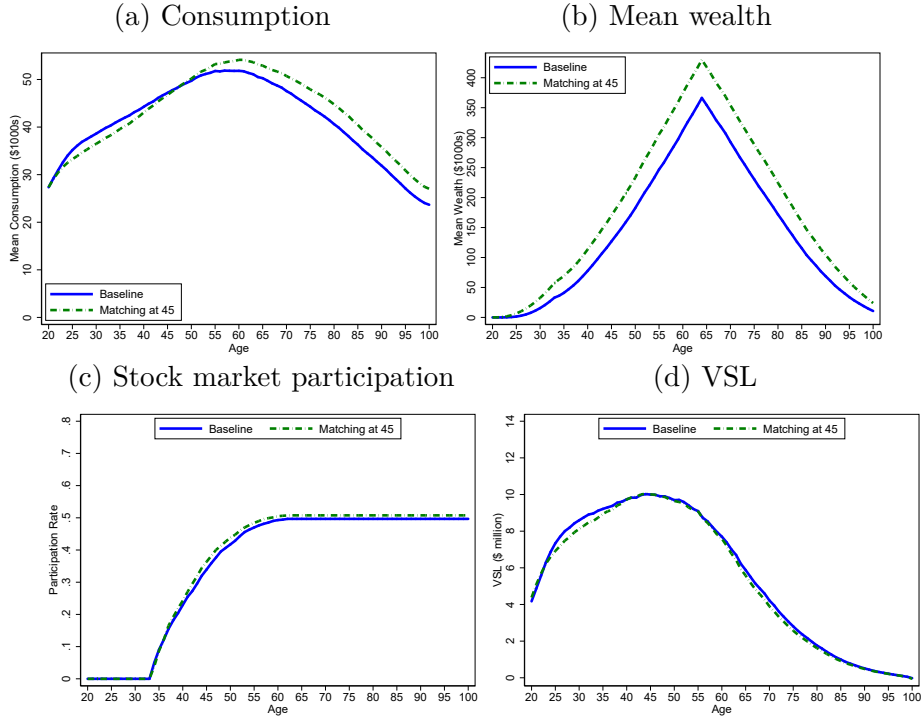 (a) Consumption
Mean Consumption ($1000s)
0 10 20 30 40 50
Baseline
Matching at 45
20 25 30 35 40 45 50 55 60 65 70 75 80 85 90 95 100
Age
(b) Mean wealth
Mean Wealth ($1000s)
0 50 100 150 200 250 300 350 400
Baseline
Matching at 45
20 25 30 35 40 45 50 55 60 65 70 75 80 85 90 95 100
Age
(c) Stock market participation
Participation Rate
0 .1 .2 .3 .4 .5 .6 .7 .8
Baseline Matching at 45
20 25 30 35 40 45 50 55 60 65 70 75 80 85 90 95 100
Age
(d) VSL
VSL ($ million)
0 2 4 6 8 10 12 14
Baseline Matching at 45
20 25 30 35 40 45 50 55 60 65 70 75 80 85 90 95 100
Age